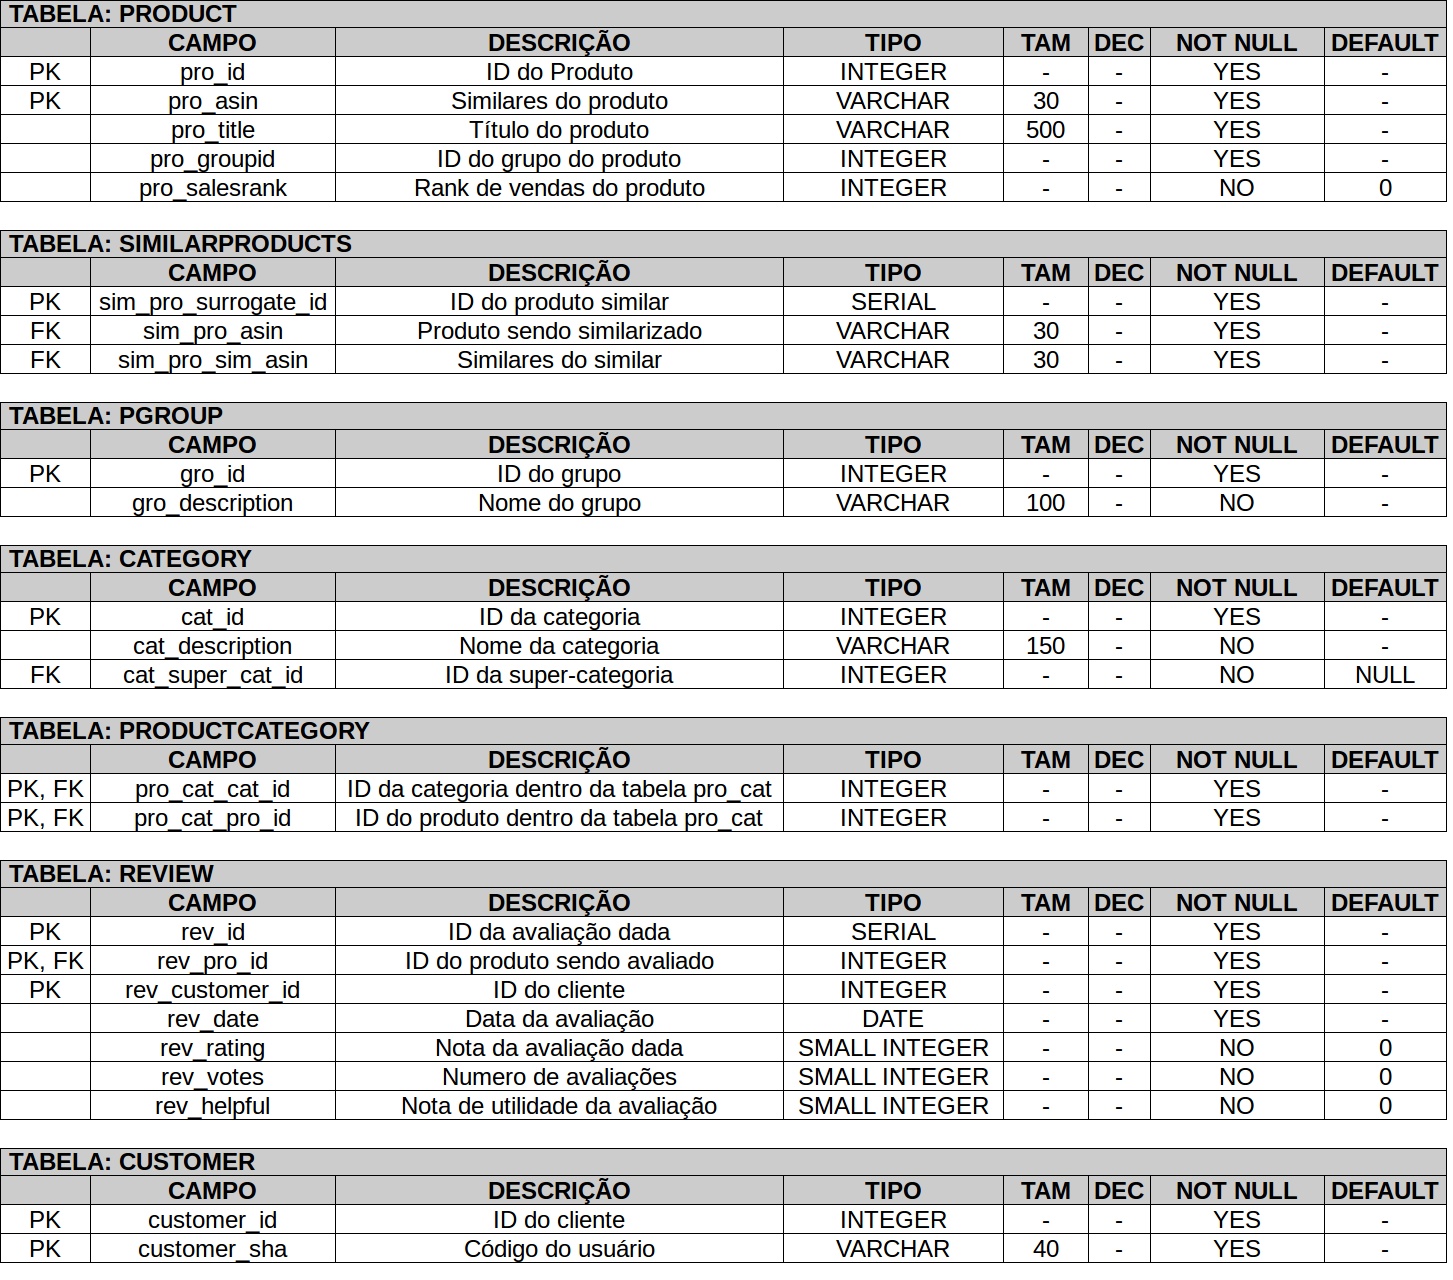 TABELA: PRODUCT
CAMPO DESCRIÇÃO TIPO TAM DEC NOT NULL DEFAULT
PK pro_id ID do Produto INTEGER - - YES -
PK pro_asin Similares do produto VARCHAR 30 - YES -
pro_title Título do produto VARCHAR 500 - YES -
pro_groupid ID do grupo do produto INTEGER - - YES -
pro_salesrank Rank de vendas do produto INTEGER - - NO 0
TABELA: SIMILARPRODUCTS
CAMPO DESCRIÇÃO TIPO TAM DEC NOT NULL DEFAULT
PK sim_pro_surrogate_id ID do produto similar SERIAL - - YES -
FK sim_pro_asin Produto sendo similarizado VARCHAR 30 - YES -
FK sim_pro_sim_asin Similares do similar VARCHAR 30 - YES -
TABELA: PGROUP
CAMPO DESCRIÇÃO TIPO TAM DEC NOT NULL DEFAULT
PK gro_id ID do grupo INTEGER - - YES -
gro_description Nome do grupo VARCHAR 100 - NO -
TABELA: CATEGORY
CAMPO DESCRIÇÃO TIPO TAM DEC NOT NULL DEFAULT
PK cat_id ID da categoria INTEGER - - YES -
cat_description Nome da categoria VARCHAR 150 - NO -
FK cat_super_cat_id ID da super-categoria INTEGER - - NO NULL
TABELA: PRODUCTCATEGORY
CAMPO DESCRIÇÃO TIPO TAM DEC NOT NULL DEFAULT
PK, FK pro_cat_cat_id ID da categoria dentro da tabela pro_cat INTEGER - - YES -
PK, FK pro_cat_pro_id ID do produto dentro da tabela pro_cat INTEGER - - YES -
TABELA: REVIEW
CAMPO DESCRIÇÃO TIPO TAM DEC NOT NULL DEFAULT
PK rev_id ID da avaliação dada SERIAL - - YES -
PK, FK rev_pro_id ID do produto sendo avaliado INTEGER - - YES -
PK rev_customer_id ID do cliente INTEGER - - YES -
rev_date Data da avaliação DATE - - YES -
rev_rating Nota da avaliação dada SMALL INTEGER - - NO 0
rev_votes Numero de avaliações SMALL INTEGER - - NO 0
rev_helpful Nota de utilidade da avaliação SMALL INTEGER - - NO 0
TABELA: CUSTOMER
CAMPO DESCRIÇÃO TIPO TAM DEC NOT NULL DEFAULT
PK customer_id ID do cliente INTEGER - - YES -
PK customer_sha Código do usuário VARCHAR 40 - YES -